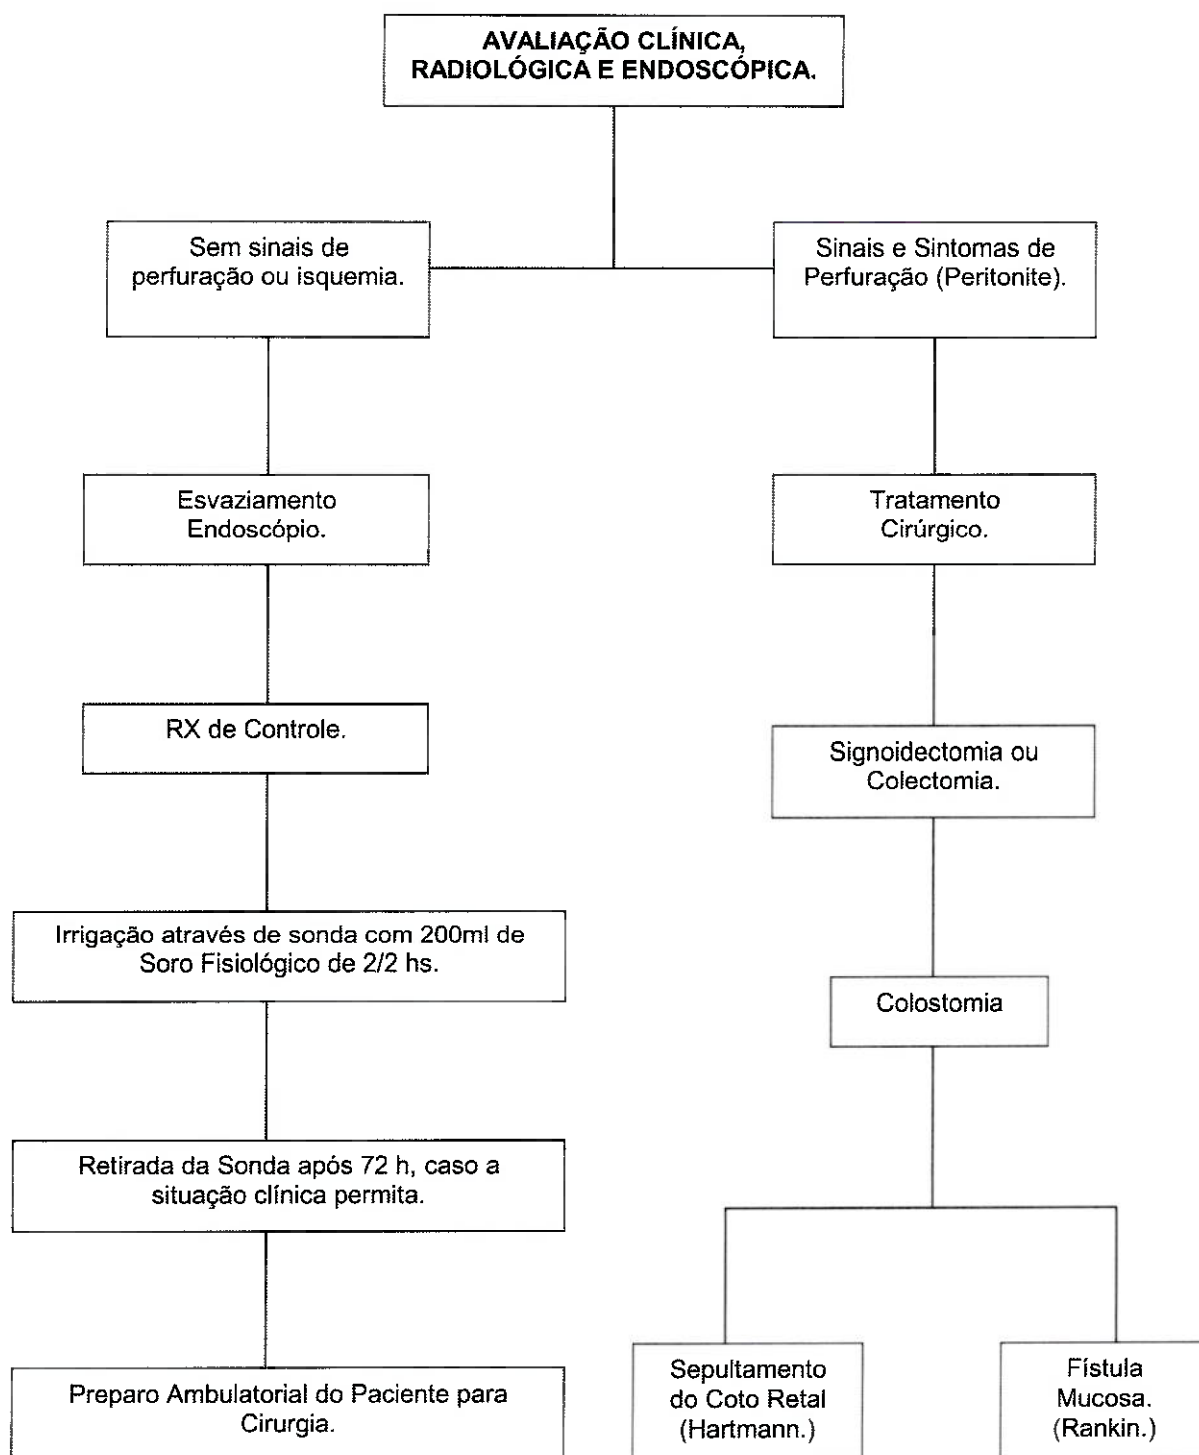 AVALIAÇÃO CLÍNICA,
RADIOLÓGICA E ENDOSCÓPICA.
Sem sinais de
perfuração ou isquemia.
Sinais e Sintomas de
Perfuração (Peritonite).
Esvaziamento
Endoscópio.
Tratamento
Cirúrgico.
RX de Controle.
Signoidectomia ou
Colectomia.
Irrigação através de sonda com 200ml de
Soro Fisiológico de 2/2 hs.
Colostomia
Retirada da Sonda após 72 h, caso a
situação clínica permita.
Preparo Ambulatorial do Paciente para
Cirurgia.
Sepultamento
do Coto Retal
(Hartmann.)
Fístula
Mucosa.
(Rankin.)